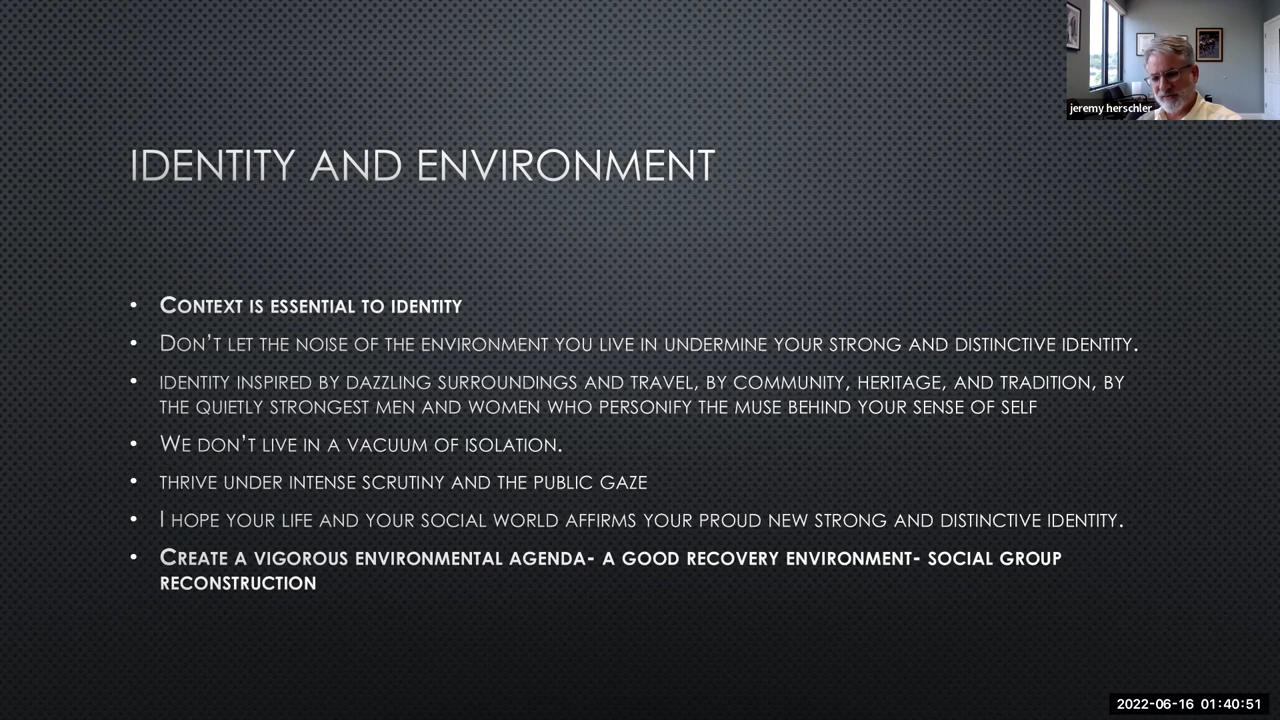 jeremy herschler
IDENTITY AND ENVIRONMENT
• CONTEXT IS ESSENTIAL TO IDENTITY
• DON'T LET THE NOISE OF THE ENVIRONMENT YOU LIVE IN UNDERMINE YOUR STRONG AND DISTINCTIVE IDENTITY.
• IDENTITY INSPIRED BY DAZZLING SURROUNDINGS AND TRAVEL, BY COMMUNITY, HERITAGE, AND TRADITION, BY
THE QUIETLY STRONGEST MEN AND WOMEN WHO PERSONIFY THE MUSE BEHIND YOUR SENSE OF SELF
• WE DON'T LIVE IN A VACUUM OF ISOLATION.
• THRIVE UNDER INTENSE SCRUTINY AND THE PUBLIC GAZE
• I HOPE YOUR LIFE AND YOUR SOCIAL WORLD AFFIRMS YOUR PROUD NEW STRONG AND DISTINCTIVE IDENTITY.
• CREATE A VIGOROUS ENVIRONMENTAL AGENDA- A GOOD RECOVERY ENVIRONMENT- SOCIAL GROUP
RECONSTRUCTION
2022-06-16 01:40:51